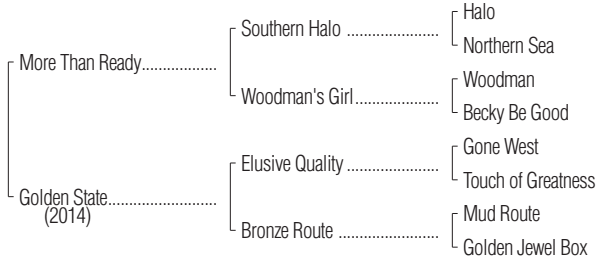 Halo
Southern Halo ....................
Northern Sea
More Than Ready..................
Woodman
Woodman's Girl..................
Becky Be Good
Gone West
Elusive Quality ....................
Touch of Greatness
Golden State.........................
(2014)
Mud Route
Bronze Route ......................
Golden Jewel Box